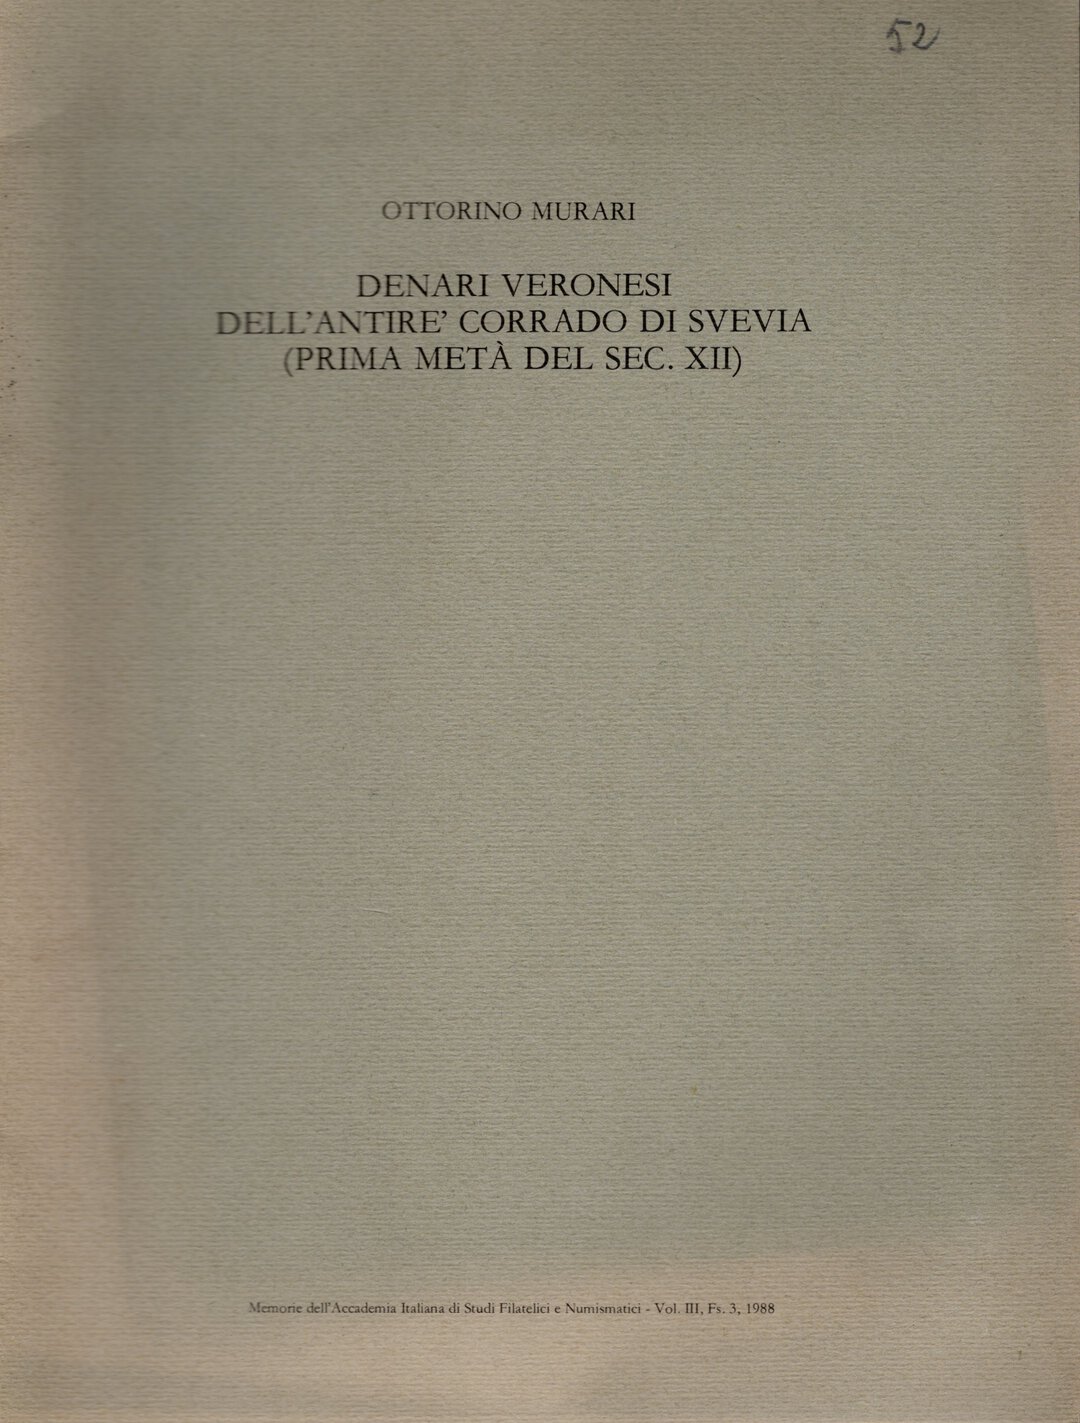 52
OTTORINO MURARI
DENARI VERONESI
DELL'ANTIRE' CORRADO DI SVEVIA
(PRIMA METÀ DEL SEC. XII)
Memorie dell'Accademia Italiana di Studi Filatelici e Numismatici - Vol. III, Fs. 3, 1988